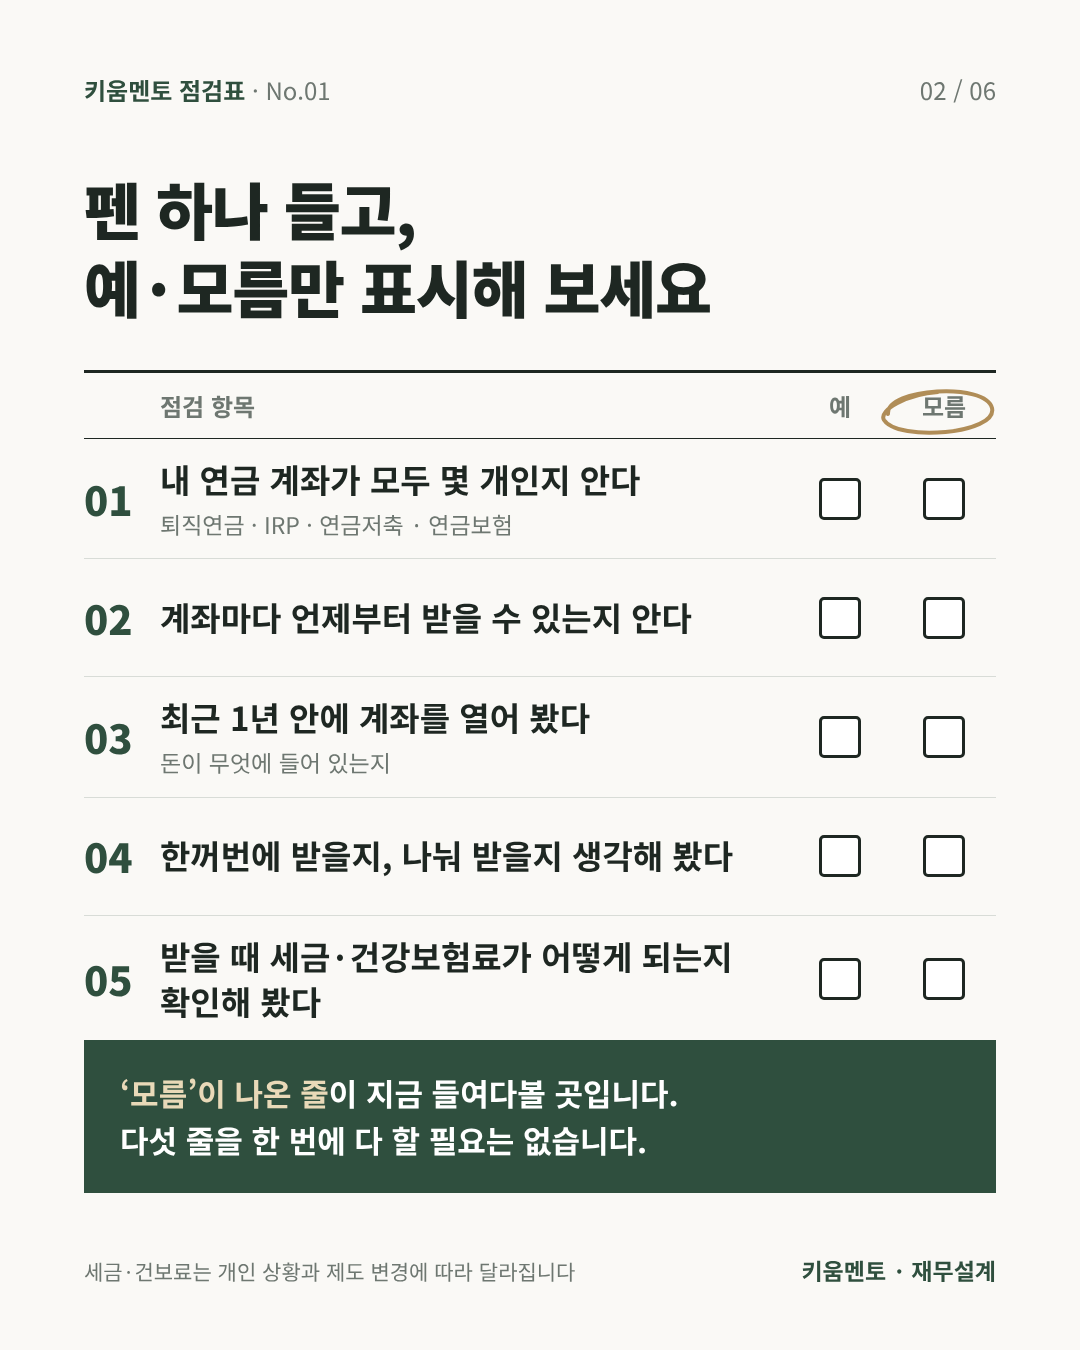 키움멘토 점검표 · No.01
02 / 06
펜 하나 들고,
예·모름만 표시해 보세요
점검 항목 예 모름
01 내 연금 계좌가 모두 몇 개인지 안다
퇴직연금 · IRP · 연금저축 · 연금보험
02 계좌마다 언제부터 받을 수 있는지 안다
03 최근 1년 안에 계좌를 열어 봤다
돈이 무엇에 들어 있는지
04 한꺼번에 받을지, 나눠 받을지 생각해 봤다
05 받을 때 세금·건강보험료가 어떻게 되는지
확인해 봤다
‘모름’이 나온 줄이 지금 들여다볼 곳입니다.
다섯 줄을 한 번에 다 할 필요는 없습니다.
세금·건보료는 개인 상황과 제도 변경에 따라 달라집니다
키움멘토 · 재무설계